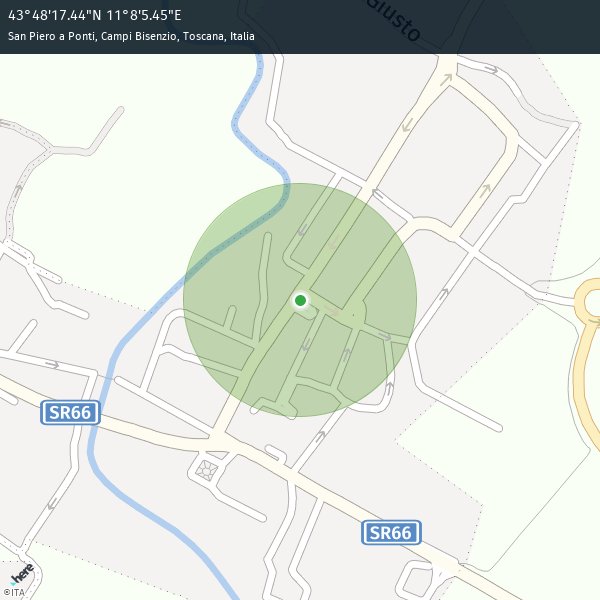 43°48'17.44"N 11°8'5.45"E
San Piero a Ponti, Campi Bisenzio, Toscana, Italia
Giusto
SR66
SR66
here
©ITA